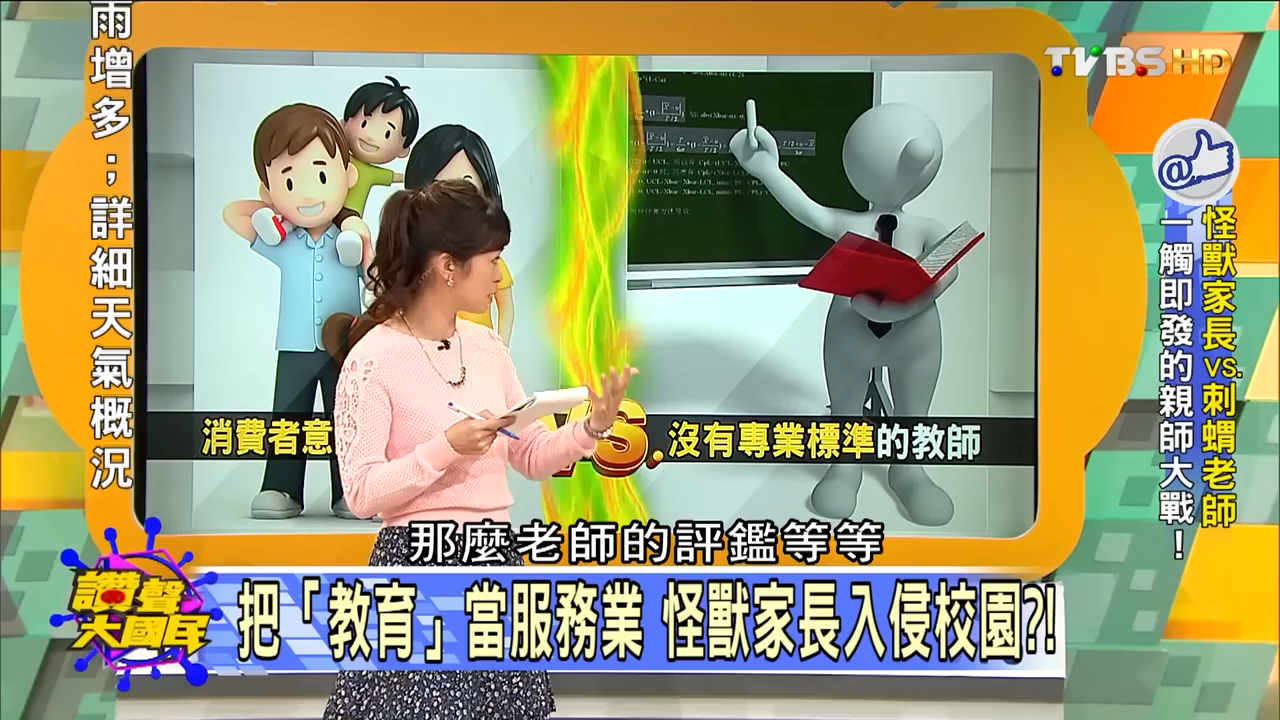 雨增多；詳細天氣概況
TVBS HD
怪獸家長VS.刺蝟老師
一觸即發的親師大戰！
消費者意
VS.
沒有專業標準的教師
那麼老師的評鑑等等
讚聲
大國民
把「教育」當服務業 怪獸家長入侵校園?!